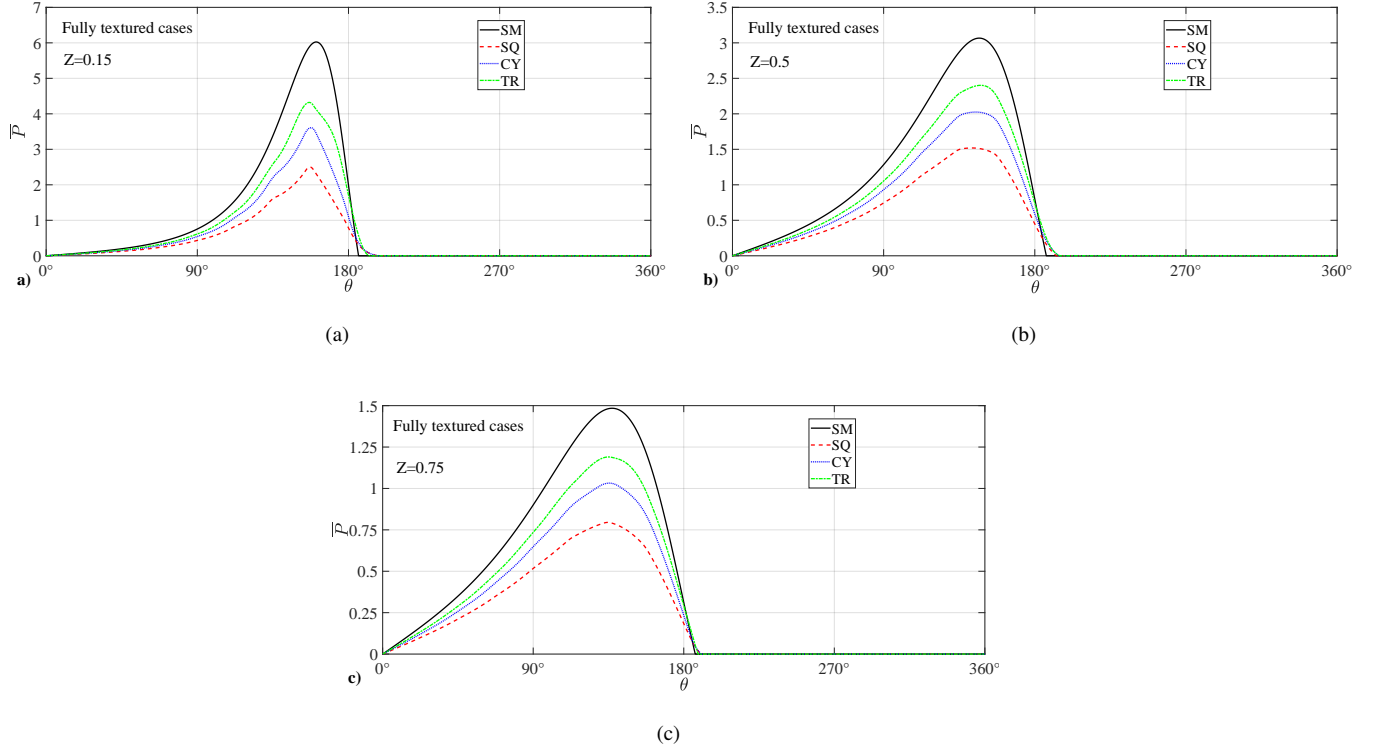 Fully textured cases
Z=0.15
SM
SQ
CY
TR
7
6
5
4
3
2
1
0
P̅
0° 90° 180° 270° 360°
θ
a)
(a)
Fully textured cases
Z=0.5
SM
SQ
CY
TR
3.5
3
2.5
2
1.5
1
0.5
0
P̅
0° 90° 180° 270° 360°
θ
b)
(b)
Fully textured cases
Z=0.75
SM
SQ
CY
TR
1.5
1.25
1
0.75
0.5
0.25
0
P̅
0° 90° 180° 270° 360°
θ
c)
(c)